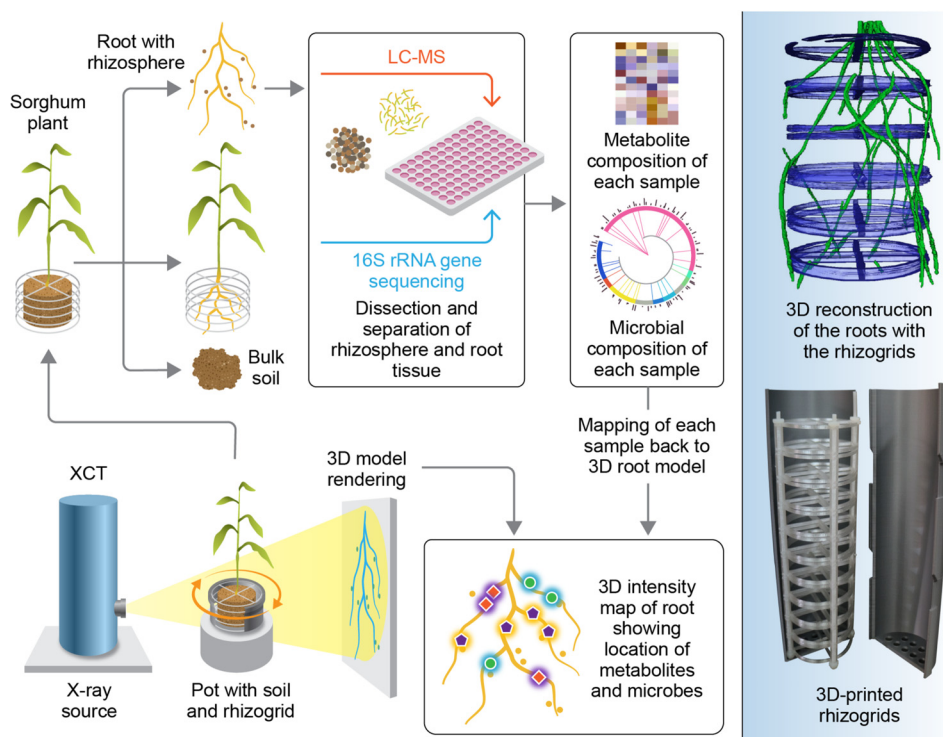 Root with
rhizosphere
Sorghum
plant
Bulk
soil
LC-MS
16S rRNA gene
sequencing
Dissection and
separation of
rhizosphere and root
tissue
Metabolite
composition of
each sample
Microbial
composition of
each sample
Mapping of each
sample back to
3D root model
XCT
X-ray
source
Pot with soil
and rhizogrid
3D model
rendering
3D intensity
map of root
showing
location of
metabolites
and microbes
3D reconstruction
of the roots with
the rhizogrids
3D-printed
rhizogrids